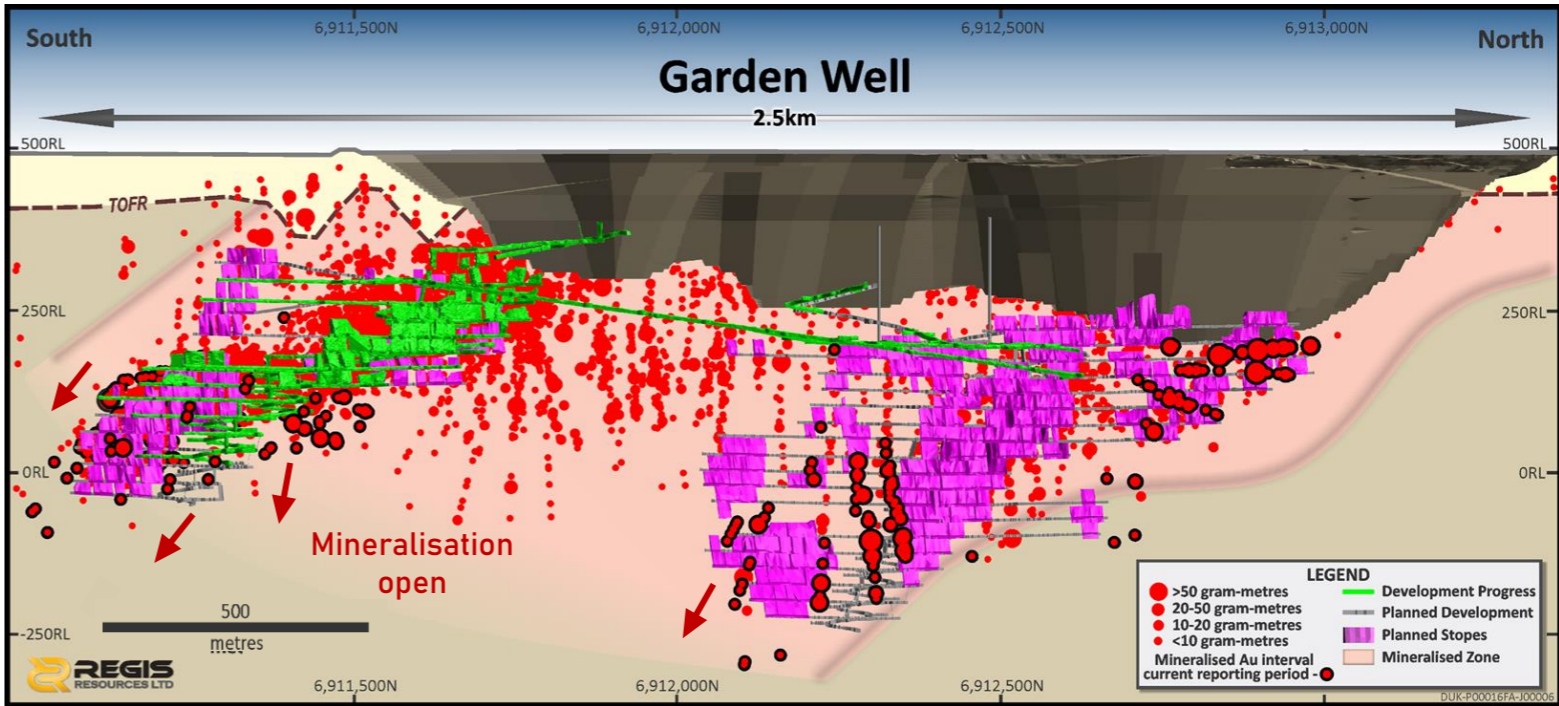 6,911,500N 6,912,000N 6,912,500N 6,913,000N
South North
Garden Well
2.5km
500RL 500RL
TOFR
250RL 250RL
0RL 0RL
Mineralisation
open
500
metres
-250RL
LEGEND
>50 gram-metres
20-50 gram-metres
10-20 gram-metres
<10 gram-metres
Mineralised Au interval
current reporting period -
Development Progress
Planned Development
Planned Stopes
Mineralised Zone
REGIS
RESOURCES LTD
6,911,500N 6,912,000N 6,912,500N 6,913,000N
DUK-P00016FA-J00006